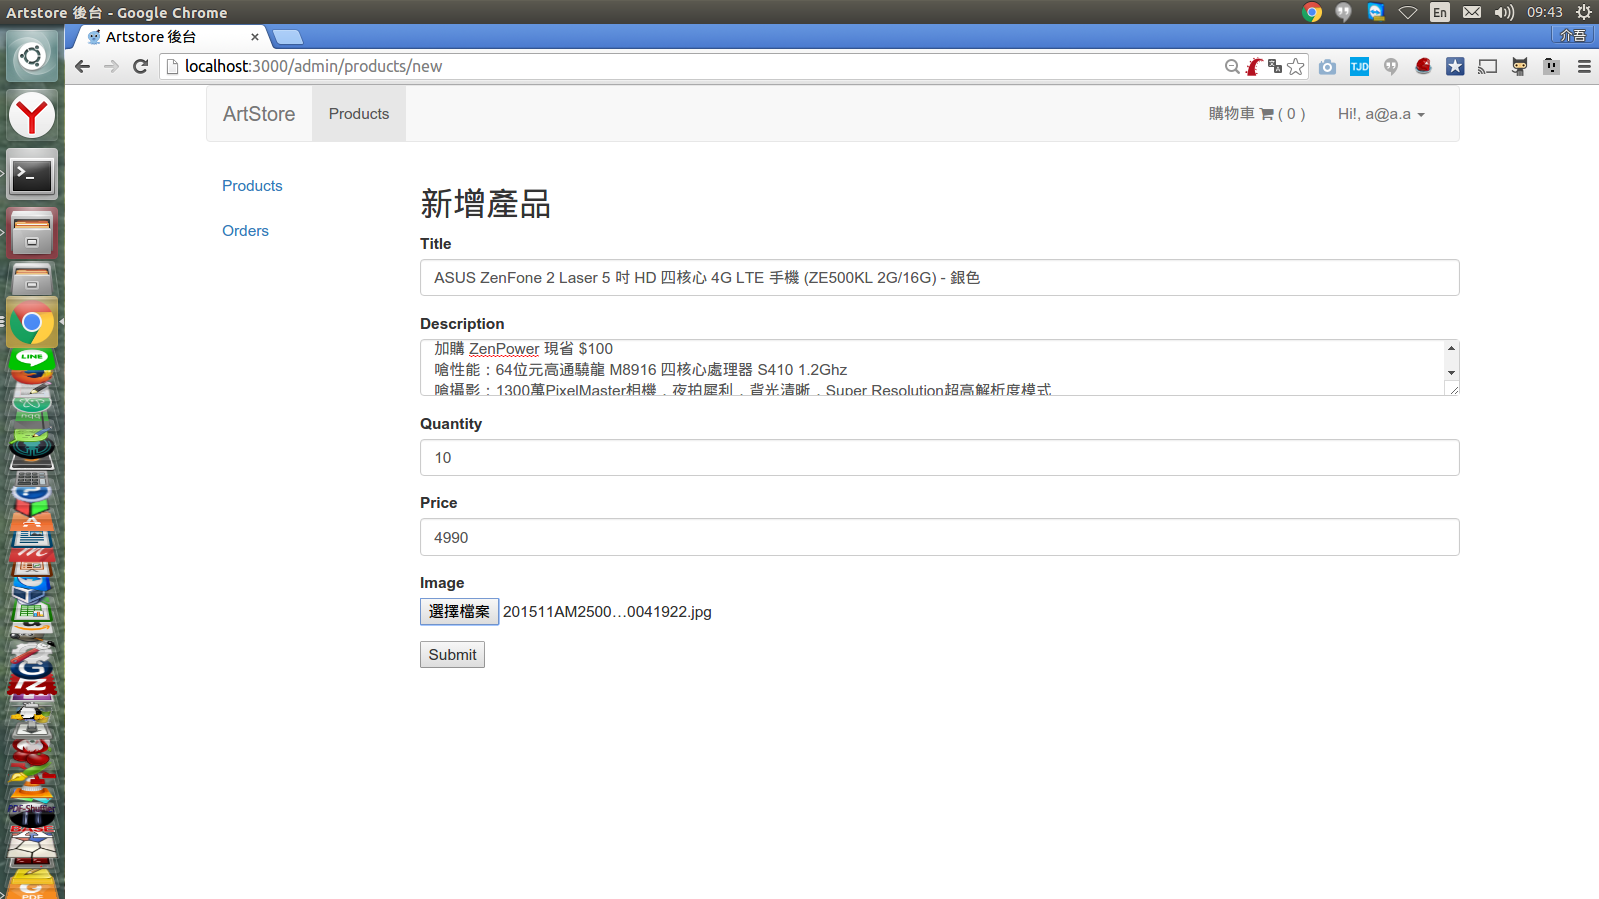 Artstore 後台 - Google Chrome
En
09:43
Artstore 後台
×
介吾
localhost:3000/admin/products/new
TJD
ArtStore
Products
購物車 ( 0 )
Hi!, a@a.a
Products
Orders
新增產品
Title
ASUS ZenFone 2 Laser 5 吋 HD 四核心 4G LTE 手機 (ZE500KL 2G/16G) - 銀色
Description
加購 ZenPower 現省 $100
嗆性能：64位元高通驍龍 M8916 四核心處理器 S410 1.2Ghz
嗆攝影：1300萬PixelMaster相機，夜拍犀利，背光清晰，Super Resolution超高解析度模式
Quantity
10
Price
4990
Image
選擇檔案 201511AM2500…0041922.jpg
Submit
LINE
PDF-Shuffler
BASE
PDF